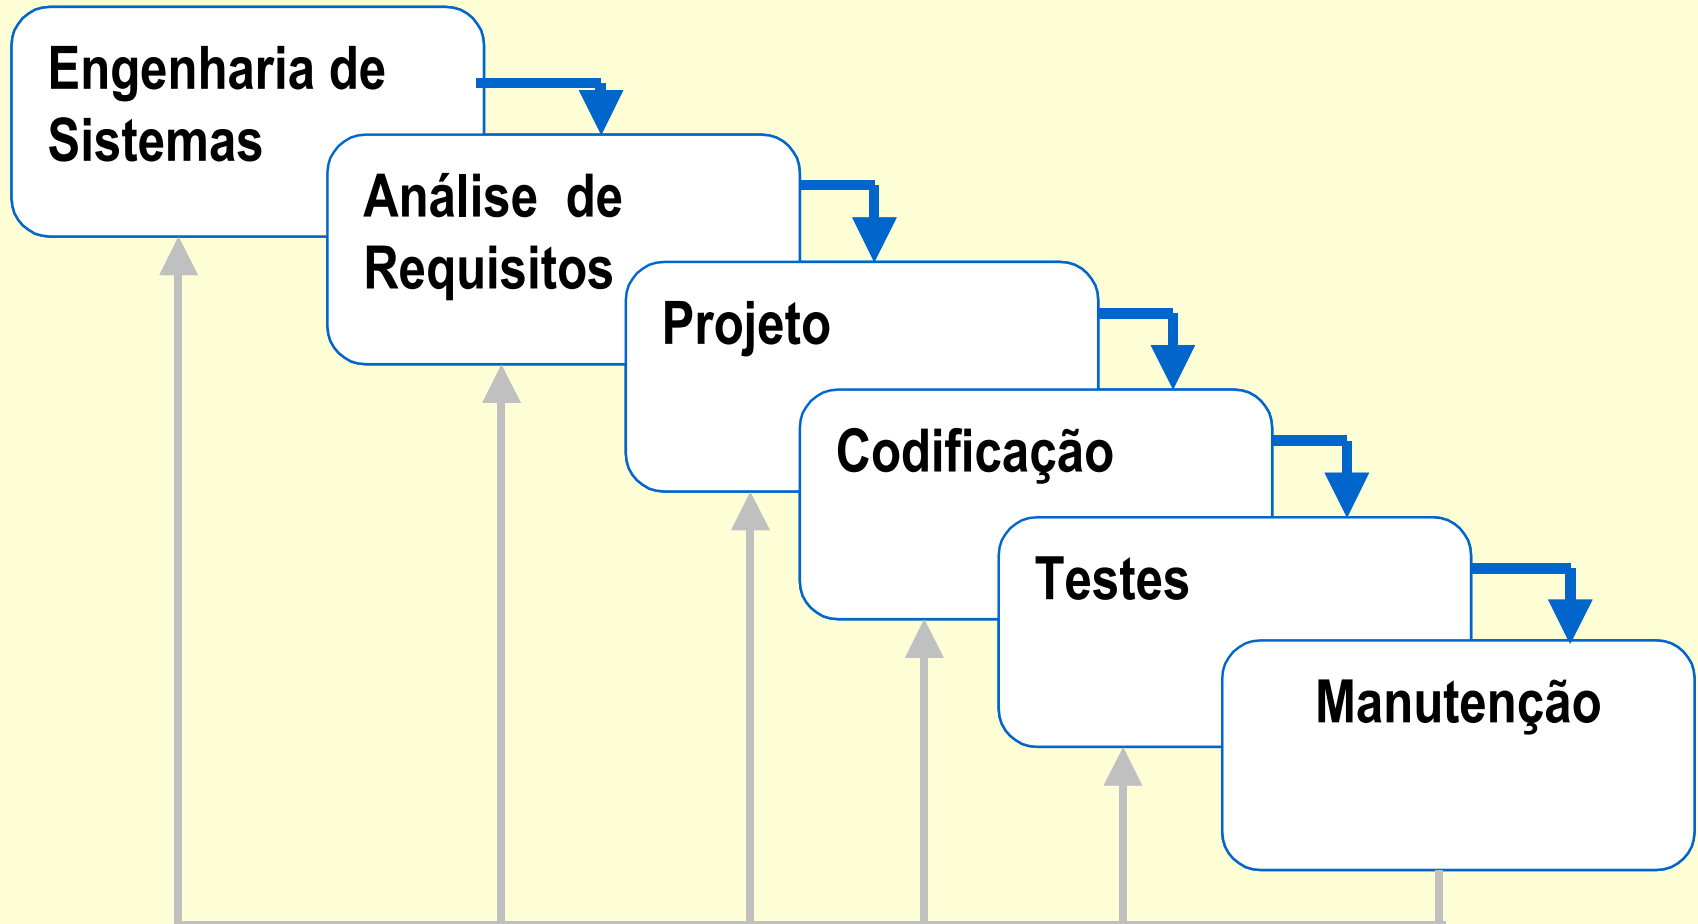 Engenharia de
Sistemas
Análise de
Requisitos
Projeto
Codificação
Testes
Manutenção